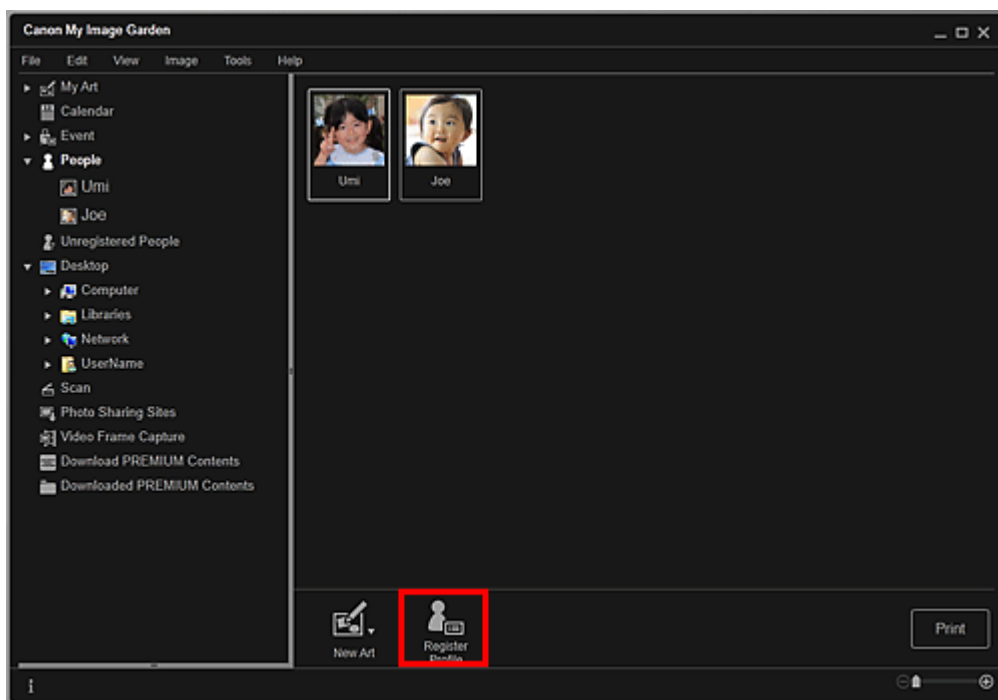 Canon My Image Garden
File Edit View Image Tools Help
My Art
Calendar
Event
People
Umi
Joe
Unregistered People
Desktop
Computer
Libraries
Network
UserName
Scan
Photo Sharing Sites
Video Frame Capture
Download PREMIUM Contents
Downloaded PREMIUM Contents
Umi Joe
New Art
Register
Profile
Print